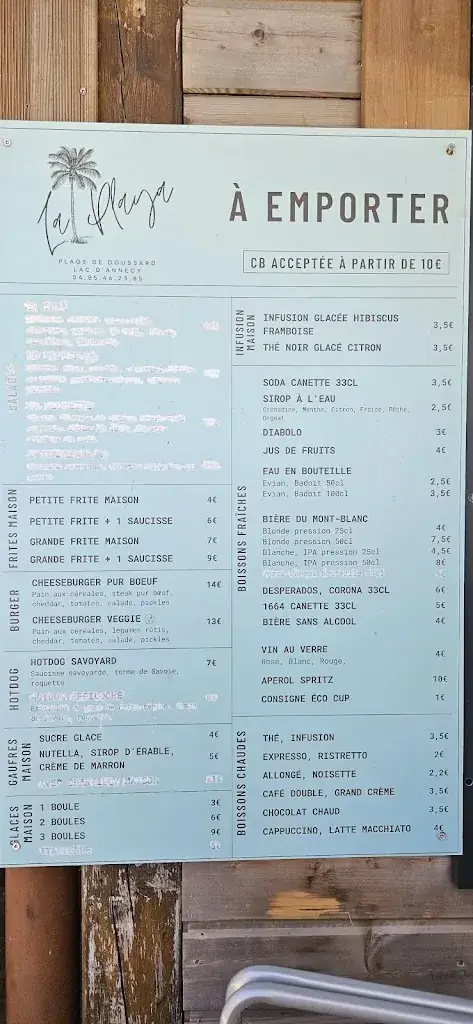 La Playa
PLAGE DE DOUSSARD
LAC D'ANNECY
04.85.46.23.85
À EMPORTER
CB ACCEPTÉE À PARTIR DE 10€
SALADES
FRITES MAISON
PETITE FRITE MAISON 4€
PETITE FRITE + 1 SAUCISSE 6€
GRANDE FRITE MAISON 7€
GRANDE FRITE + 1 SAUCISSE 9€
BURGER
CHEESEBURGER PUR BOEUF 14€
Pain aux céréales, steak pur bœuf,
cheddar, tomates, salade, pickles
CHEESEBURGER VEGGIE 13€
Pain aux céréales, légumes rôtis,
cheddar, tomates, salade, pickles
HOTDOG
HOTDOG SAVOYARD 7€
Saucisse savoyarde, tomme de Savoie,
roquette
GAUFRES
MAISON
SUCRE GLACE 4€
NUTELLA, SIROP D'ÉRABLE, 5€
CRÈME DE MARRON
GLACES
MAISON
1 BOULE 3€
2 BOULES 6€
3 BOULES 9€
INFUSION
MAISON
INFUSION GLACÉE HIBISCUS
FRAMBOISE 3,5€
THÉ NOIR GLACÉ CITRON 3,5€
BOISSONS FRAÎCHES
SODA CANETTE 33CL 3,5€
SIROP À L'EAU 2,5€
Grenadine, Menthe, Citron, Fraise, Pêche,
Orgeat
DIABOLO 3€
JUS DE FRUITS 4€
EAU EN BOUTEILLE
Evian, Badoit 50cl 2,5€
Evian, Badoit 100cl 3,5€
BIÈRE DU MONT-BLANC
Blonde pression 25cl 4€
Blonde pression 50cl 7,5€
Blanche, IPA pression 25cl 4,5€
Blanche, IPA pression 50cl 8€
DESPERADOS, CORONA 33CL 6€
1664 CANETTE 33CL 5€
BIÈRE SANS ALCOOL 4€
VIN AU VERRE 4€
Rosé, Blanc, Rouge,
APEROL SPRITZ 10€
CONSIGNE ÉCO CUP 1€
BOISSONS CHAUDES
THÉ, INFUSION 3,5€
EXPRESSO, RISTRETTO 2€
ALLONGÉ, NOISETTE 2,2€
CAFÉ DOUBLE, GRAND CRÈME 3,5€
CHOCOLAT CHAUD 3,5€
CAPPUCCINO, LATTE MACCHIATO 4€